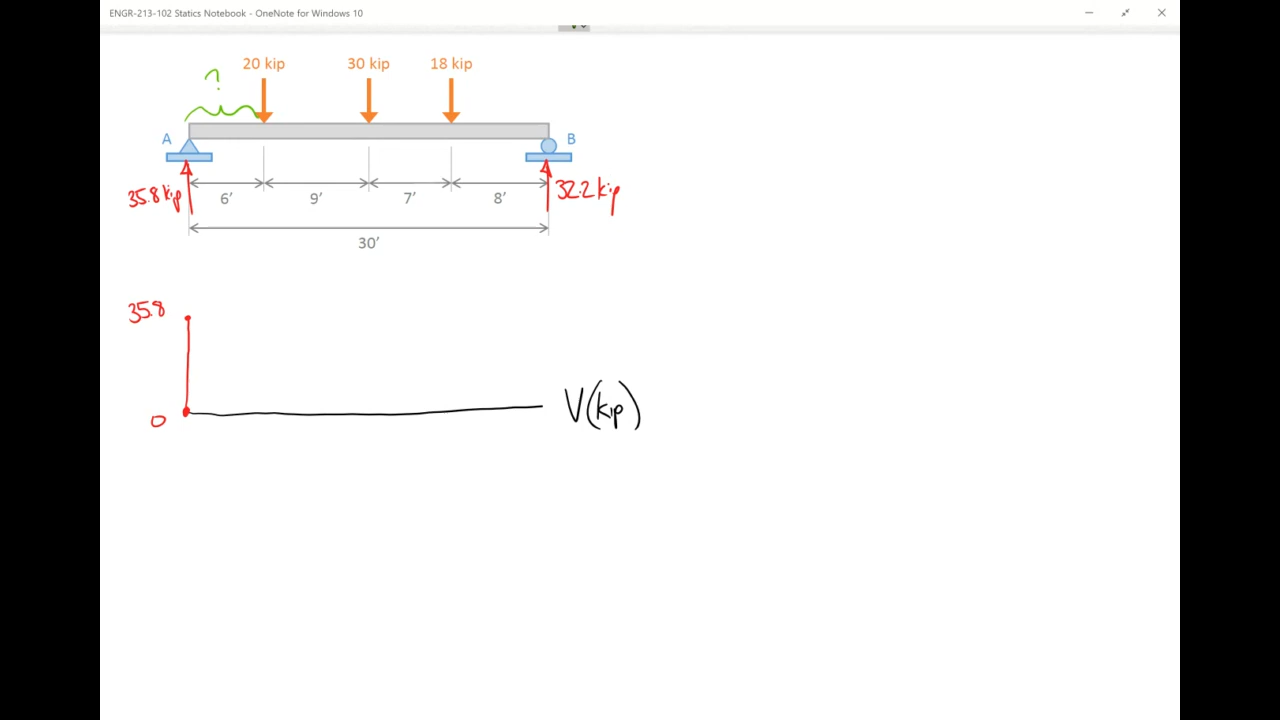 ENGR-213-102 Statics Notebook - OneNote for Windows 10
?
20 kip 30 kip 18 kip
A B
35.8 kip 6' 9' 7' 8' 32.2 kip
30'
35.8
0
V(kip)